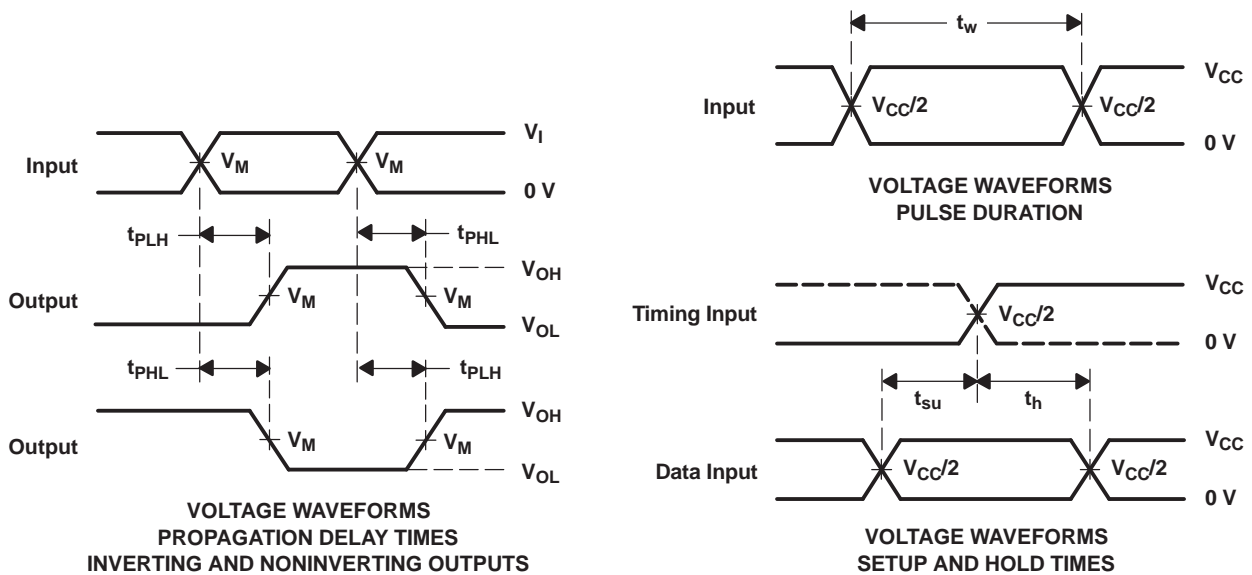 V_I
Input
V_M
V_M
0 V
t_PLH
t_PHL
V_OH
Output
V_M
V_M
V_OL
t_PHL
t_PLH
V_OH
Output
V_M
V_M
V_OL
VOLTAGE WAVEFORMS
PROPAGATION DELAY TIMES
INVERTING AND NONINVERTING OUTPUTS
t_w
V_CC
Input
V_CC/2
V_CC/2
0 V
VOLTAGE WAVEFORMS
PULSE DURATION
V_CC
Timing Input
V_CC/2
0 V
t_su
t_h
V_CC
Data Input
V_CC/2
V_CC/2
0 V
VOLTAGE WAVEFORMS
SETUP AND HOLD TIMES